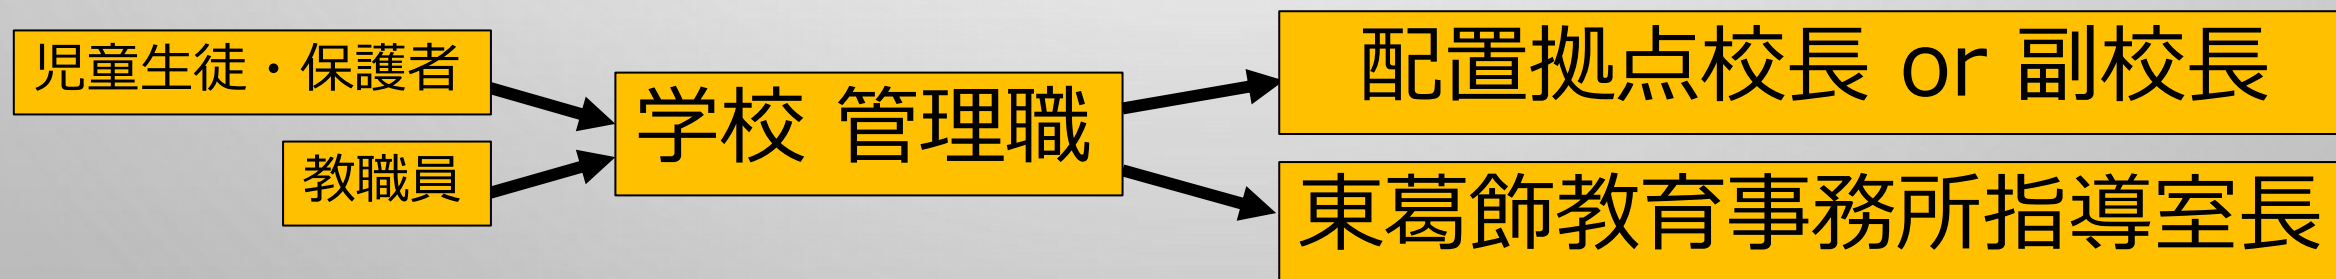 児童生徒・保護者
教職員
学校 管理職
配置拠点校長 or 副校長
東葛飾教育事務所指導室長